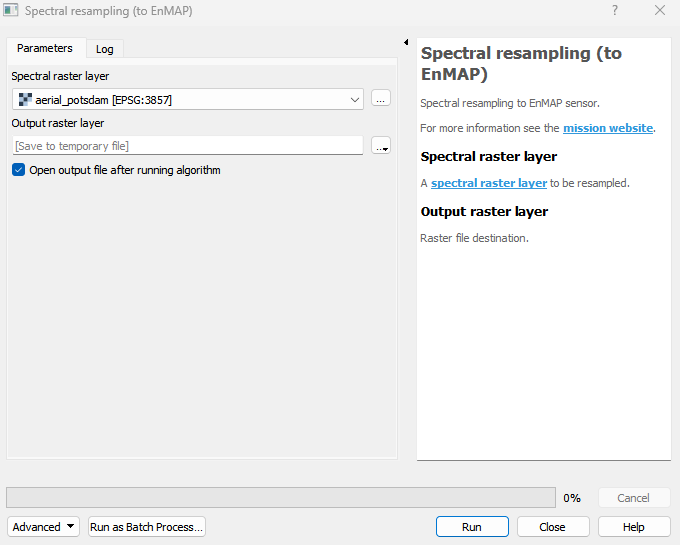 Spectral resampling (to EnMAP)
?
Parameters
Log
Spectral raster layer
aerial_potsdam [EPSG:3857]
...
Output raster layer
[Save to temporary file]
...
Open output file after running algorithm
Spectral resampling (to
EnMAP)
Spectral resampling to EnMAP sensor.
For more information see the mission website.
Spectral raster layer
A spectral raster layer to be resampled.
Output raster layer
Raster file destination.
0%
Cancel
Advanced
Run as Batch Process...
Run
Close
Help